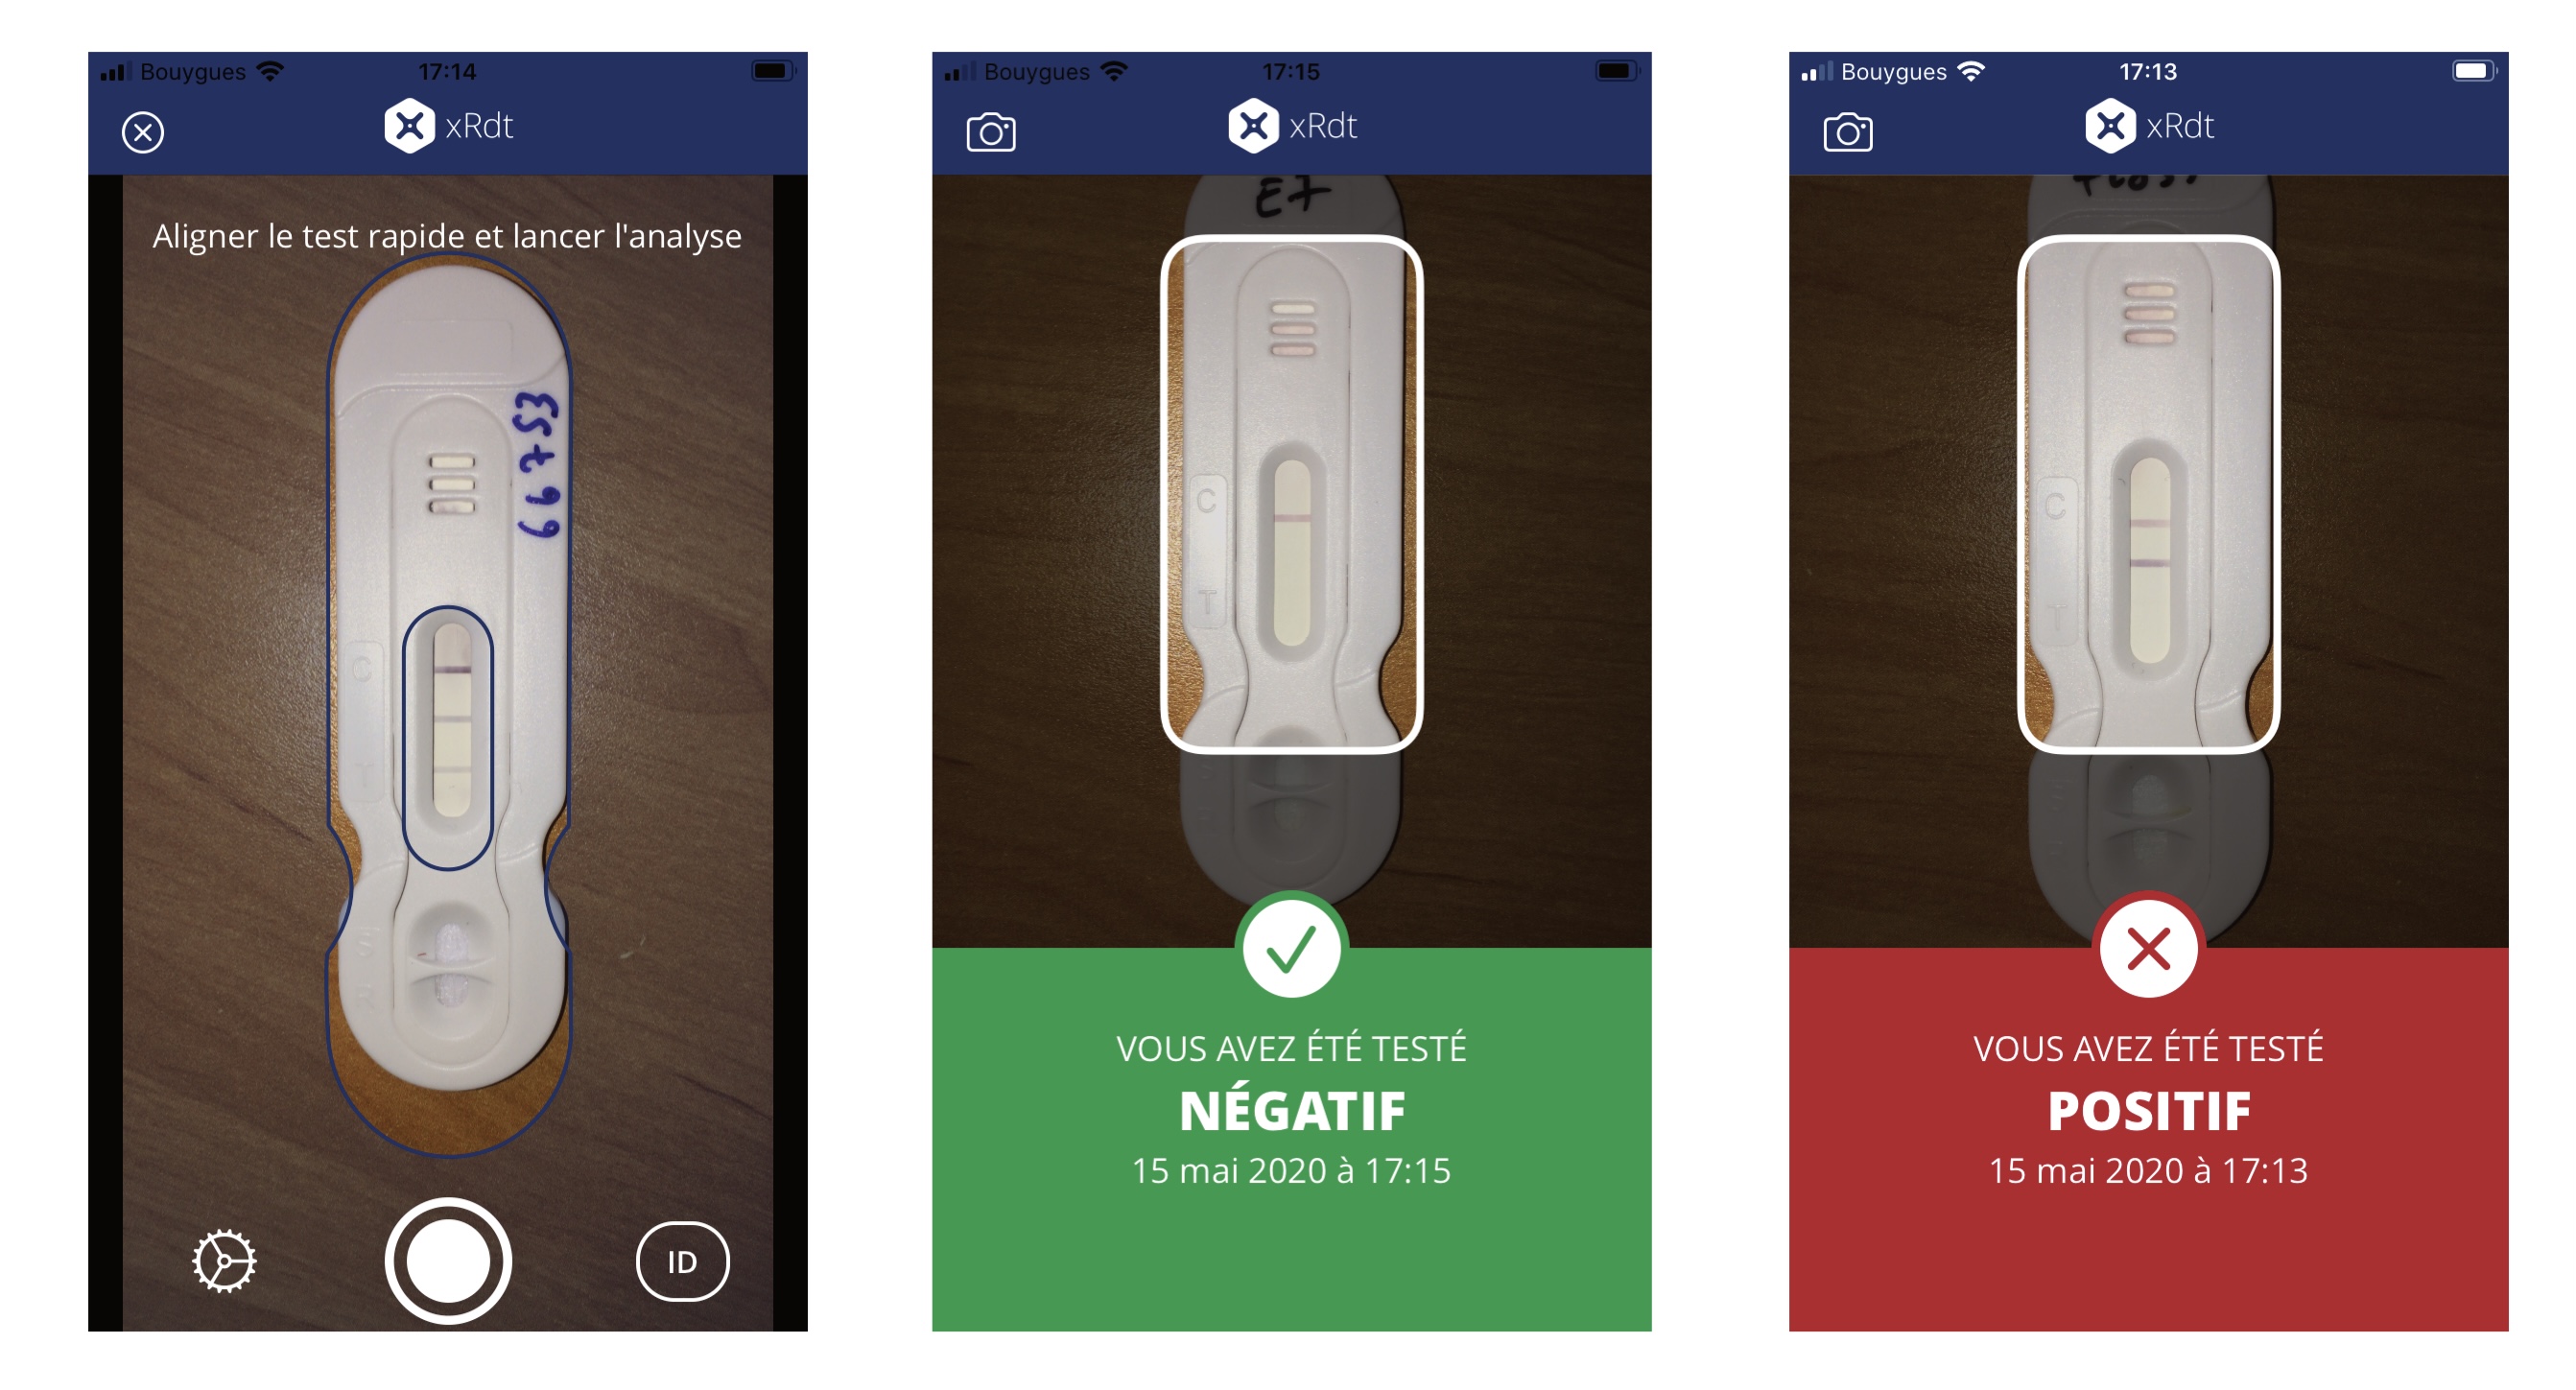 Bouygues 17:14
xRdt
Aligner le test rapide et lancer l'analyse
C
T
ID
Bouygues 17:15
xRdt
E7
C
T
VOUS AVEZ ÉTÉ TESTÉ
NÉGATIF
15 mai 2020 à 17:15
Bouygues 17:13
xRdt
C
T
VOUS AVEZ ÉTÉ TESTÉ
POSITIF
15 mai 2020 à 17:13